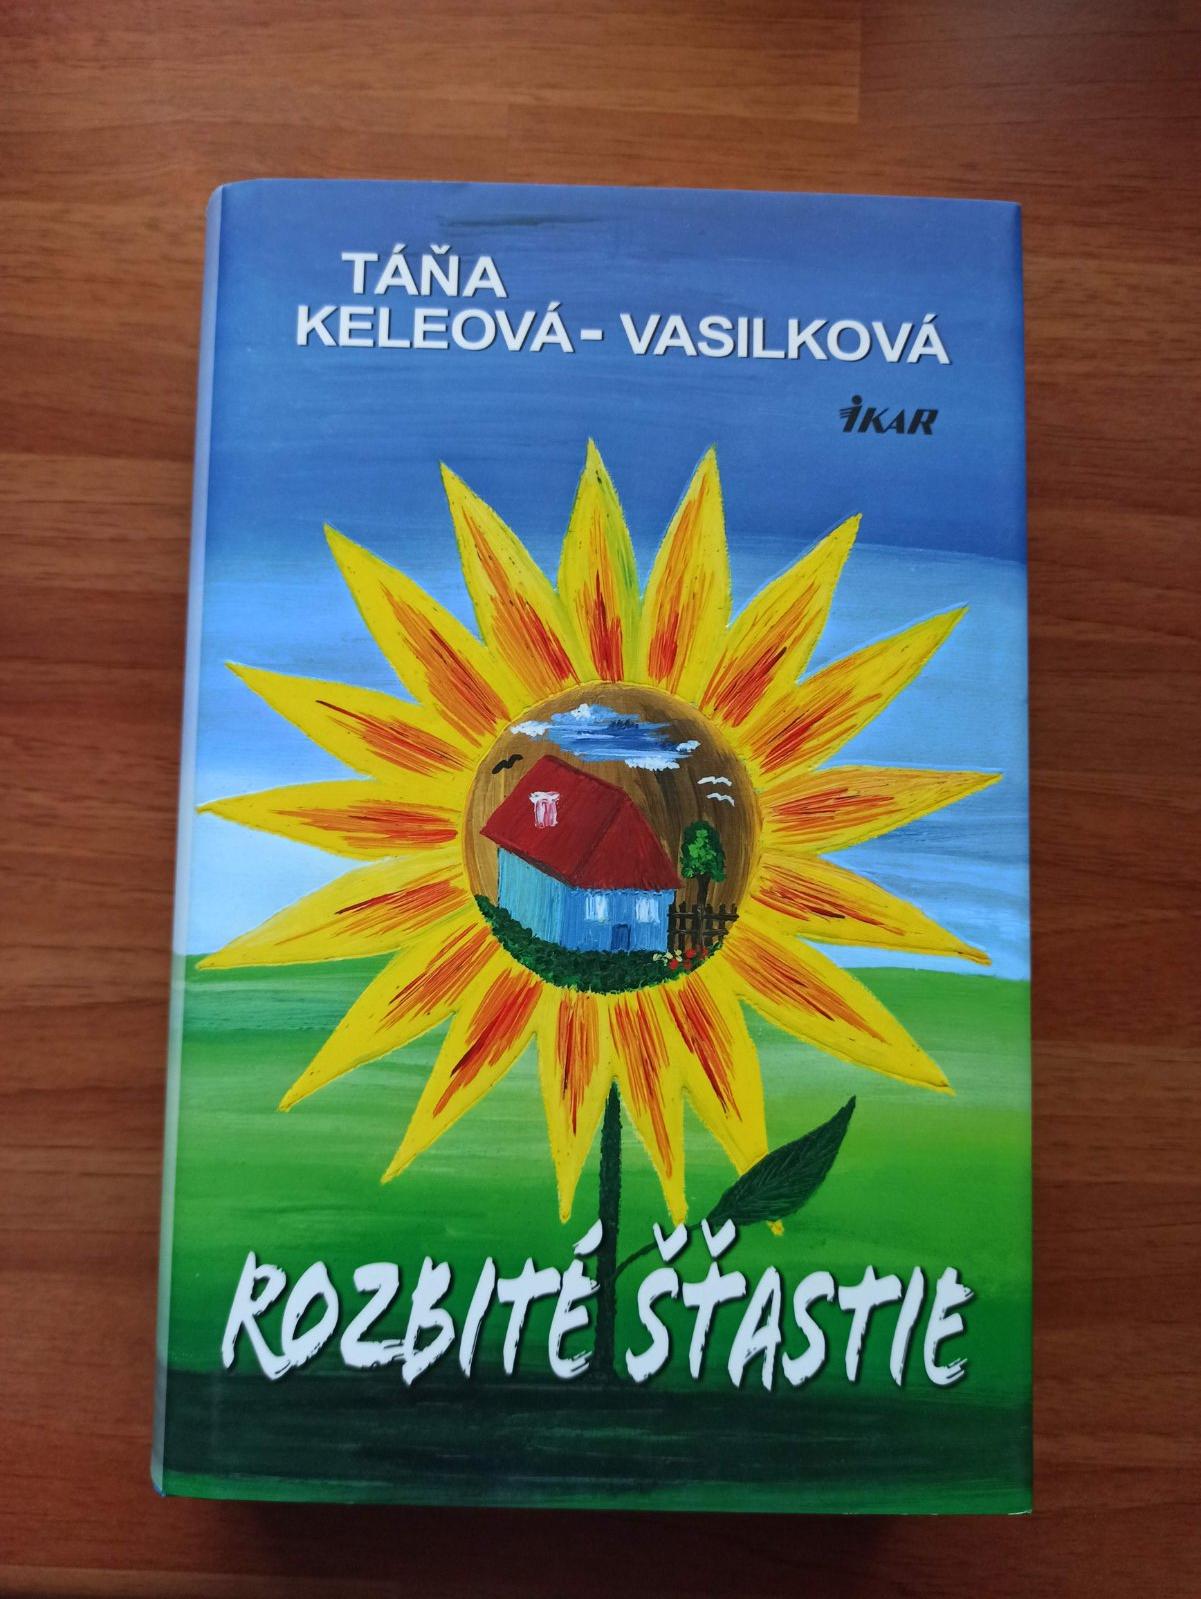 TÁŇA
KELEOVÁ - VASILKOVÁ
IKAR
ROZBITÉ ŠŤASTIE